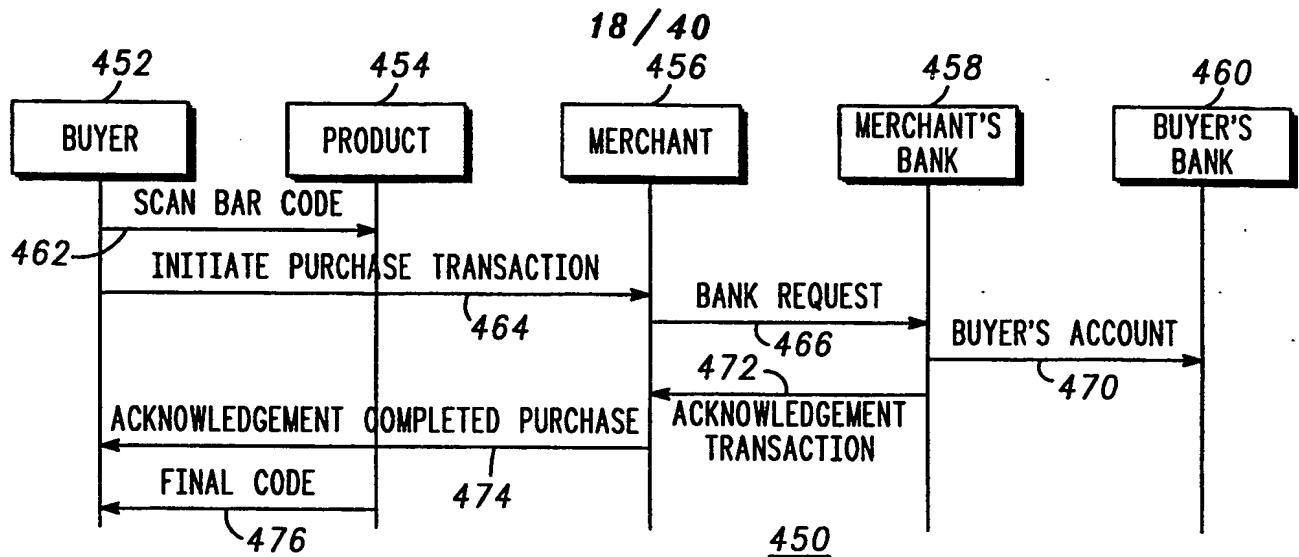 18/40
452
454
456
458
460
BUYER
PRODUCT
MERCHANT
MERCHANT'S
BANK
BUYER'S
BANK
SCAN BAR CODE
462
INITIATE PURCHASE TRANSACTION
464
BANK REQUEST
466
BUYER'S ACCOUNT
470
472
ACKNOWLEDGEMENT
TRANSACTION
ACKNOWLEDGEMENT COMPLETED PURCHASE
474
FINAL CODE
476
450